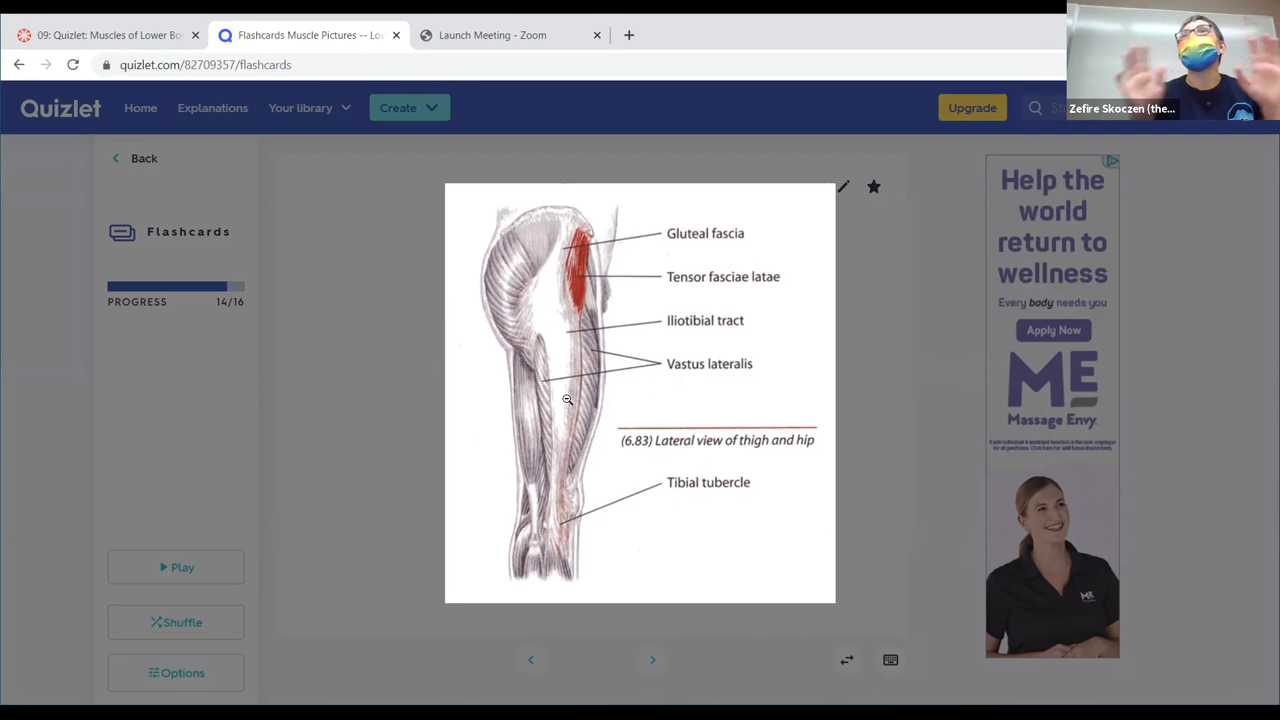 09: Quizlet: Muscles of Lower Bo
Flashcards Muscle Pictures -- Lo
Launch Meeting - Zoom
quizlet.com/82709357/flashcards
Quizlet
Home
Explanations
Your library
Create
Upgrade
Zefire Skoczen (the...
Back
Flashcards
PROGRESS
14/16
Play
Shuffle
Options
Gluteal fascia
Tensor fasciae latae
Iliotibial tract
Vastus lateralis
(6.83) Lateral view of thigh and hip
Tibial tubercle
Help the
world
return to
wellness
Every body needs you
Apply Now
ME
Massage Envy
ME